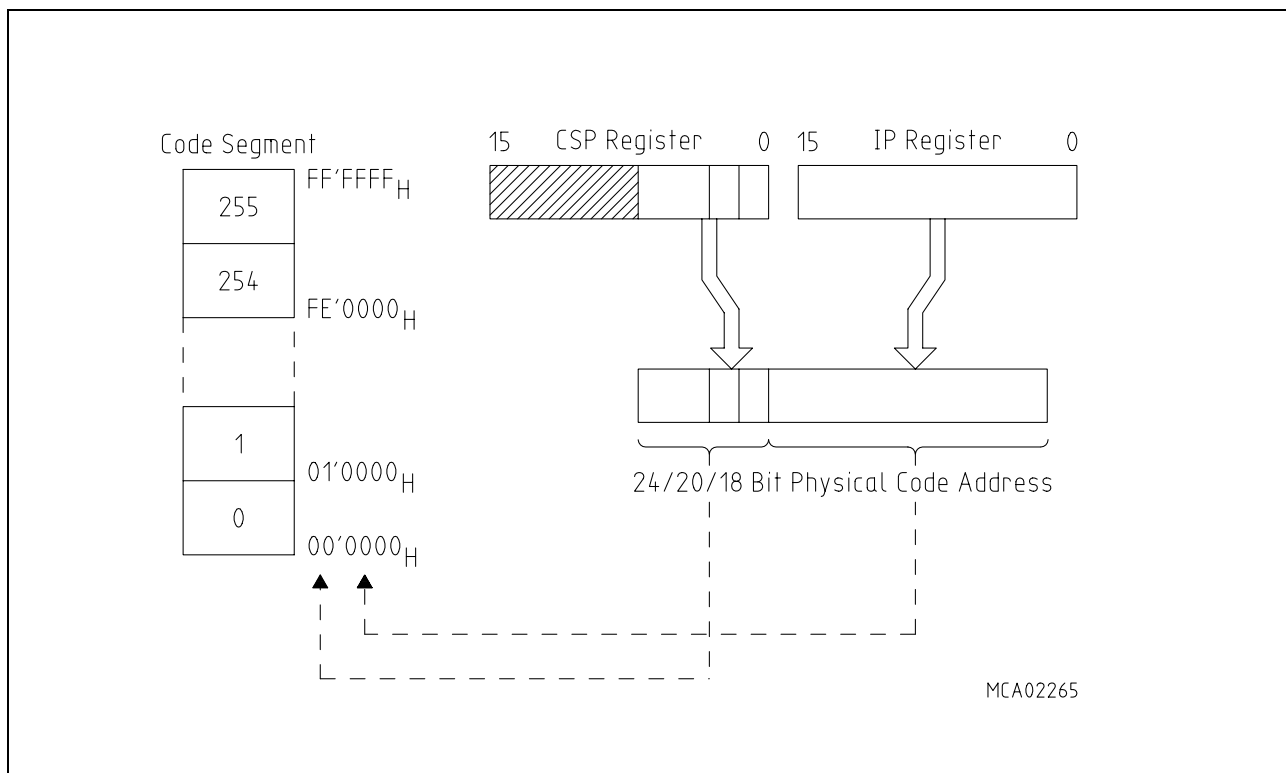 Code Segment
255
FF'FFFFH
254
FE'0000H
1
01'0000H
0
00'0000H
15 CSP Register 0
15 IP Register 0
24/20/18 Bit Physical Code Address
MCA02265